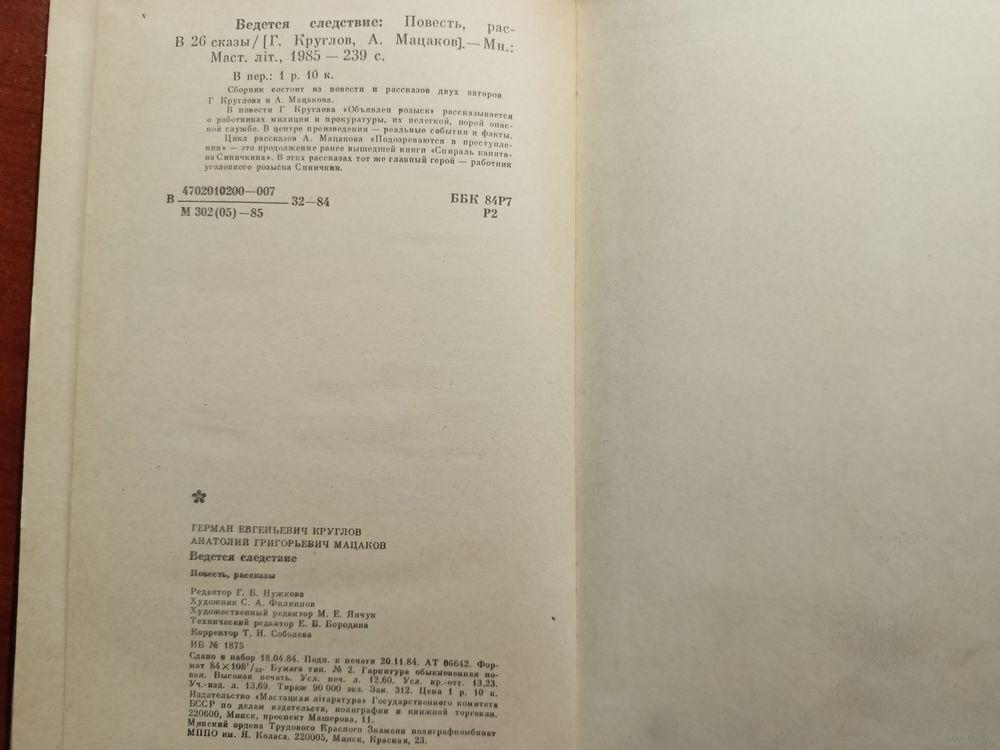 Ведется следствие: Повесть, рас-
В 26 сказы/[Г. Круглов, А. Мацаков].— Мн.:
Маст. літ., 1985 — 239 с.
В пер.: 1 р. 10 к.
Сборник состоит из повести и рассказов двух авторов
Г Круглова и А. Мацакова.
В повести Г Круглова «Объявлен розыск» рассказывается
о работниках милиции и прокуратуры, их нелегкой, порой опас-
ной службе. В центре произведения — реальные события и факты.
Цикл рассказов А. Мацакова «Подозреваются в преступле-
нии» — это продолжение ранее вышедшей книги «Спираль капита-
на Синичкина». В этих рассказах тот же главный герой — работник
уголовного розыска Синичкин.
4702010200—007
В 32—84
М 302(05)—85
ББК 84Р7
Р2
ГЕРМАН ЕВГЕНЬЕВИЧ КРУГЛОВ
АНАТОЛИЙ ГРИГОРЬЕВИЧ МАЦАКОВ
Ведется следствие
Повесть, рассказы
Редактор Г. Б. Нужкова
Художник С. А. Филиппов
Художественный редактор М. Е. Янчук
Технический редактор Е. Б. Бородина
Корректор Т. И. Соболева
ИБ № 1875
Сдано в набор 18.04.84. Подп. к печати 20.11.84. АТ 06642. Фор-
мат 84×108¹/₃₂. Бумага тип. № 2. Гарнитура обыкновенная но-
вая. Высокая печать. Усл. печ. л. 12,60. Усл. кр.-отт. 13,23.
Уч.-изд. л. 13,69. Тираж 90 000 экз. Зак. 312. Цена 1 р. 10 к.
Издательство «Мастацкая літаратура» Государственного комитета
БССР по делам издательств, полиграфии и книжной торговли.
220600, Минск, проспект Машерова, 11.
Минский ордена Трудового Красного Знамени полиграфкомбинат
МППО им. Я. Коласа. 220005, Минск, Красная, 23.